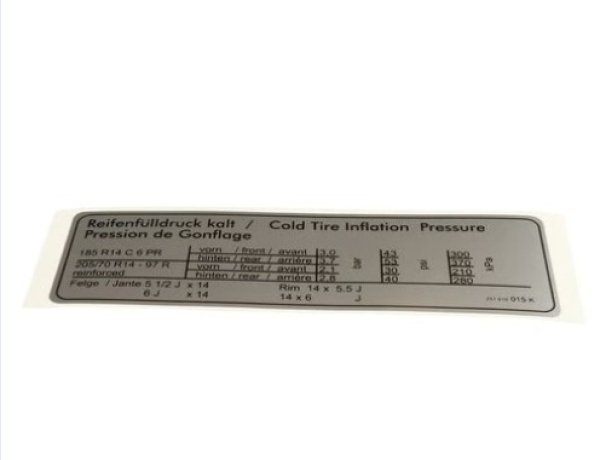 Reifenfülldruck kalt / Cold Tire Inflation Pressure
Pression de Gonflage
185 R14 C 6 PR vorn / front / avant 3.0 bar 43 psi 300 kPa
hinten / rear / arrière 3.7 53 370
205/70 R14 - 97 R vorn / front / avant 2.1 30 210
reinforced hinten / rear / arrière 2.8 40 280
Felge / Jante 5 1/2 J x 14 Rim 14 x 5.5 J
6 J x 14 14 x 6 J
015 K